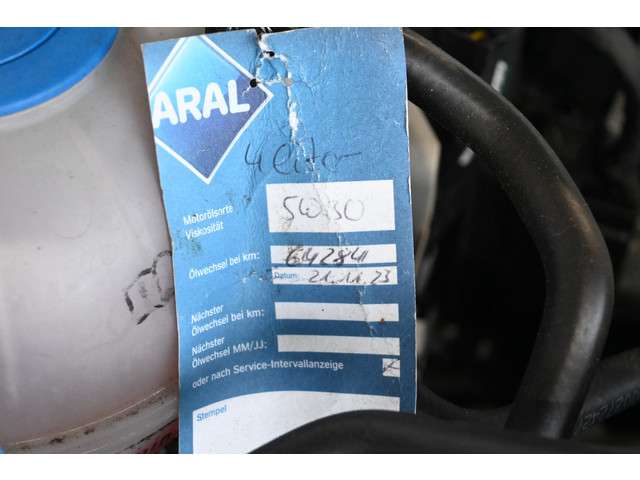 ARAL
4 Liter
Motorölsorte
Viskosität
5W30
Ölwechsel bei km:
64284
Datum:
21.11.23
Nächster
Ölwechsel bei km:
Nächster
Ölwechsel MM/JJ:
oder nach Service-Intervallanzeige
Stempel